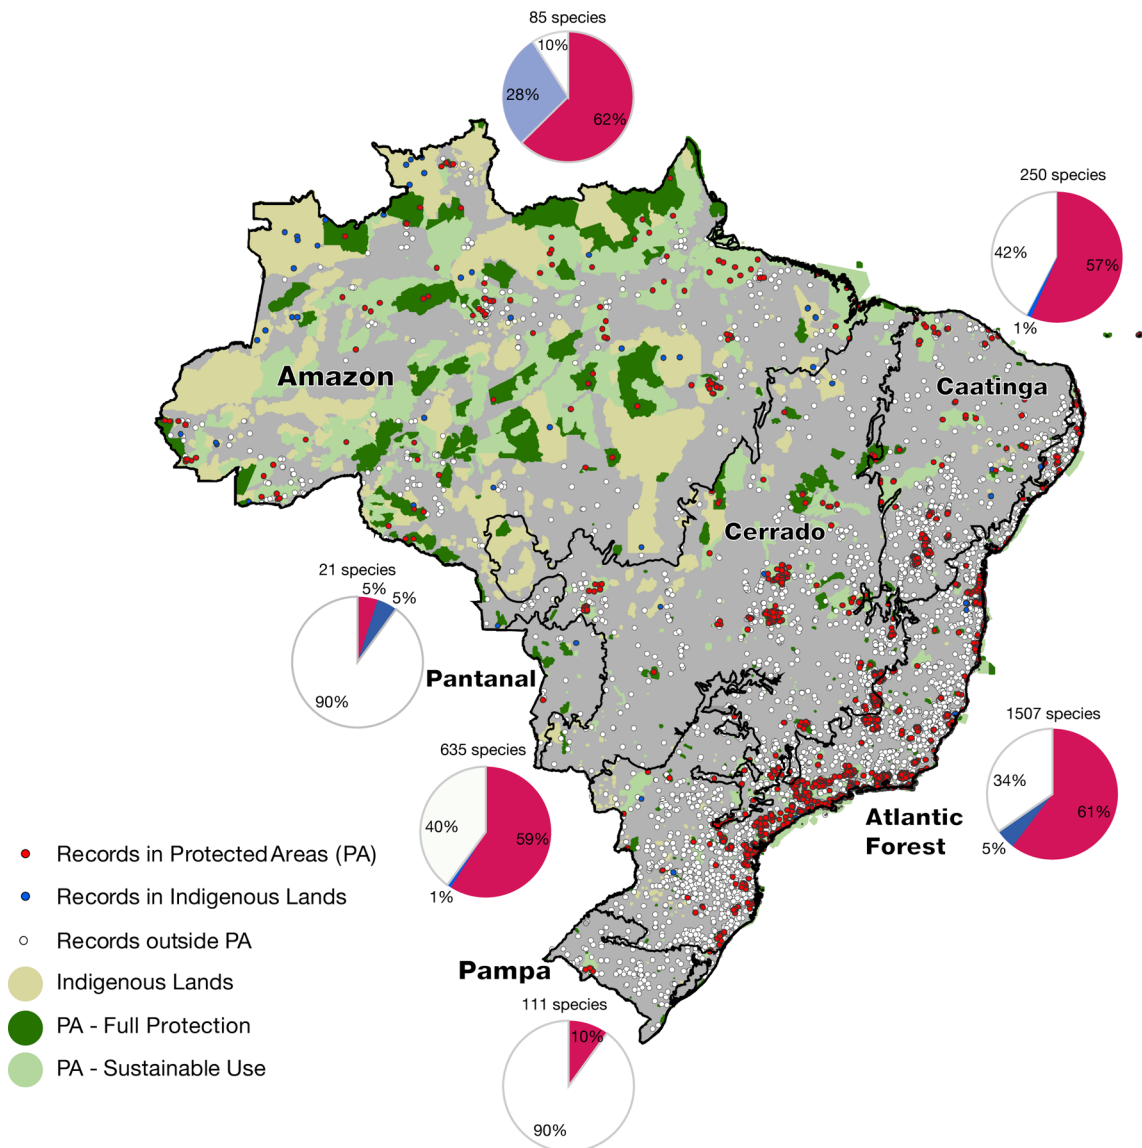 85 species
10%
28%
62%
250 species
42%
57%
1%
Amazon
Caatinga
Cerrado
21 species
5%
5%
90%
Pantanal
1507 species
34%
61%
5%
635 species
40%
59%
1%
Atlantic
Forest
Records in Protected Areas (PA)
Records in Indigenous Lands
Records outside PA
Indigenous Lands
PA - Full Protection
PA - Sustainable Use
Pampa
111 species
10%
90%